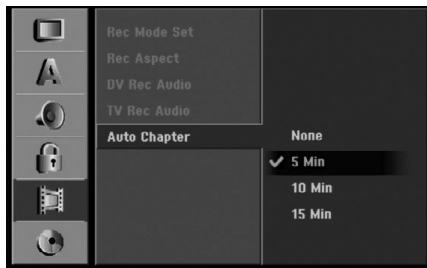 Rec Mode Set
Rec Aspect
DV Rec Audio
TV Rec Audio
Auto Chapter
None
5 Min
10 Min
15 Min